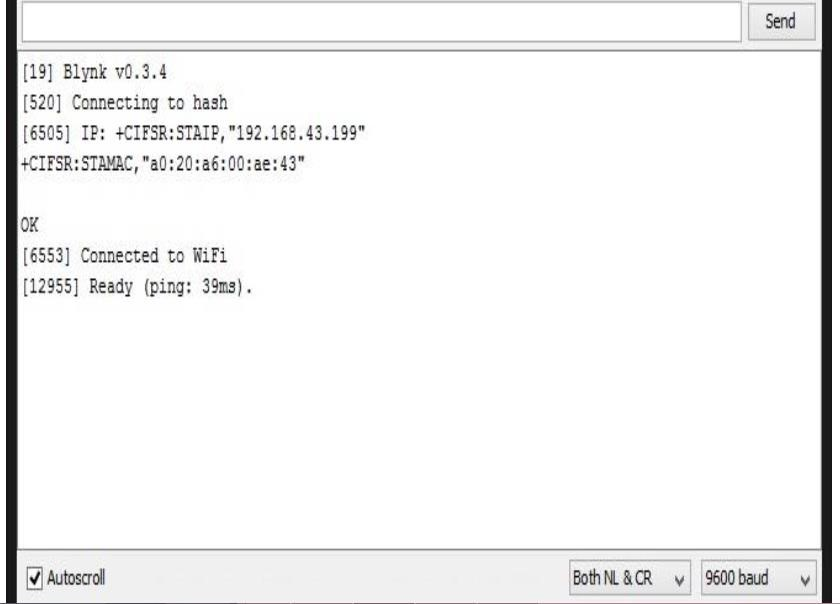 Send
[19] Blynk v0.3.4
[520] Connecting to hash
[6505] IP: +CIFSR:STAIP,"192.168.43.199"
+CIFSR:STAMAC,"a0:20:a6:00:ae:43"
OK
[6553] Connected to WiFi
[12955] Ready (ping: 39ms).
Autoscroll Both NL & CR 9600 baud